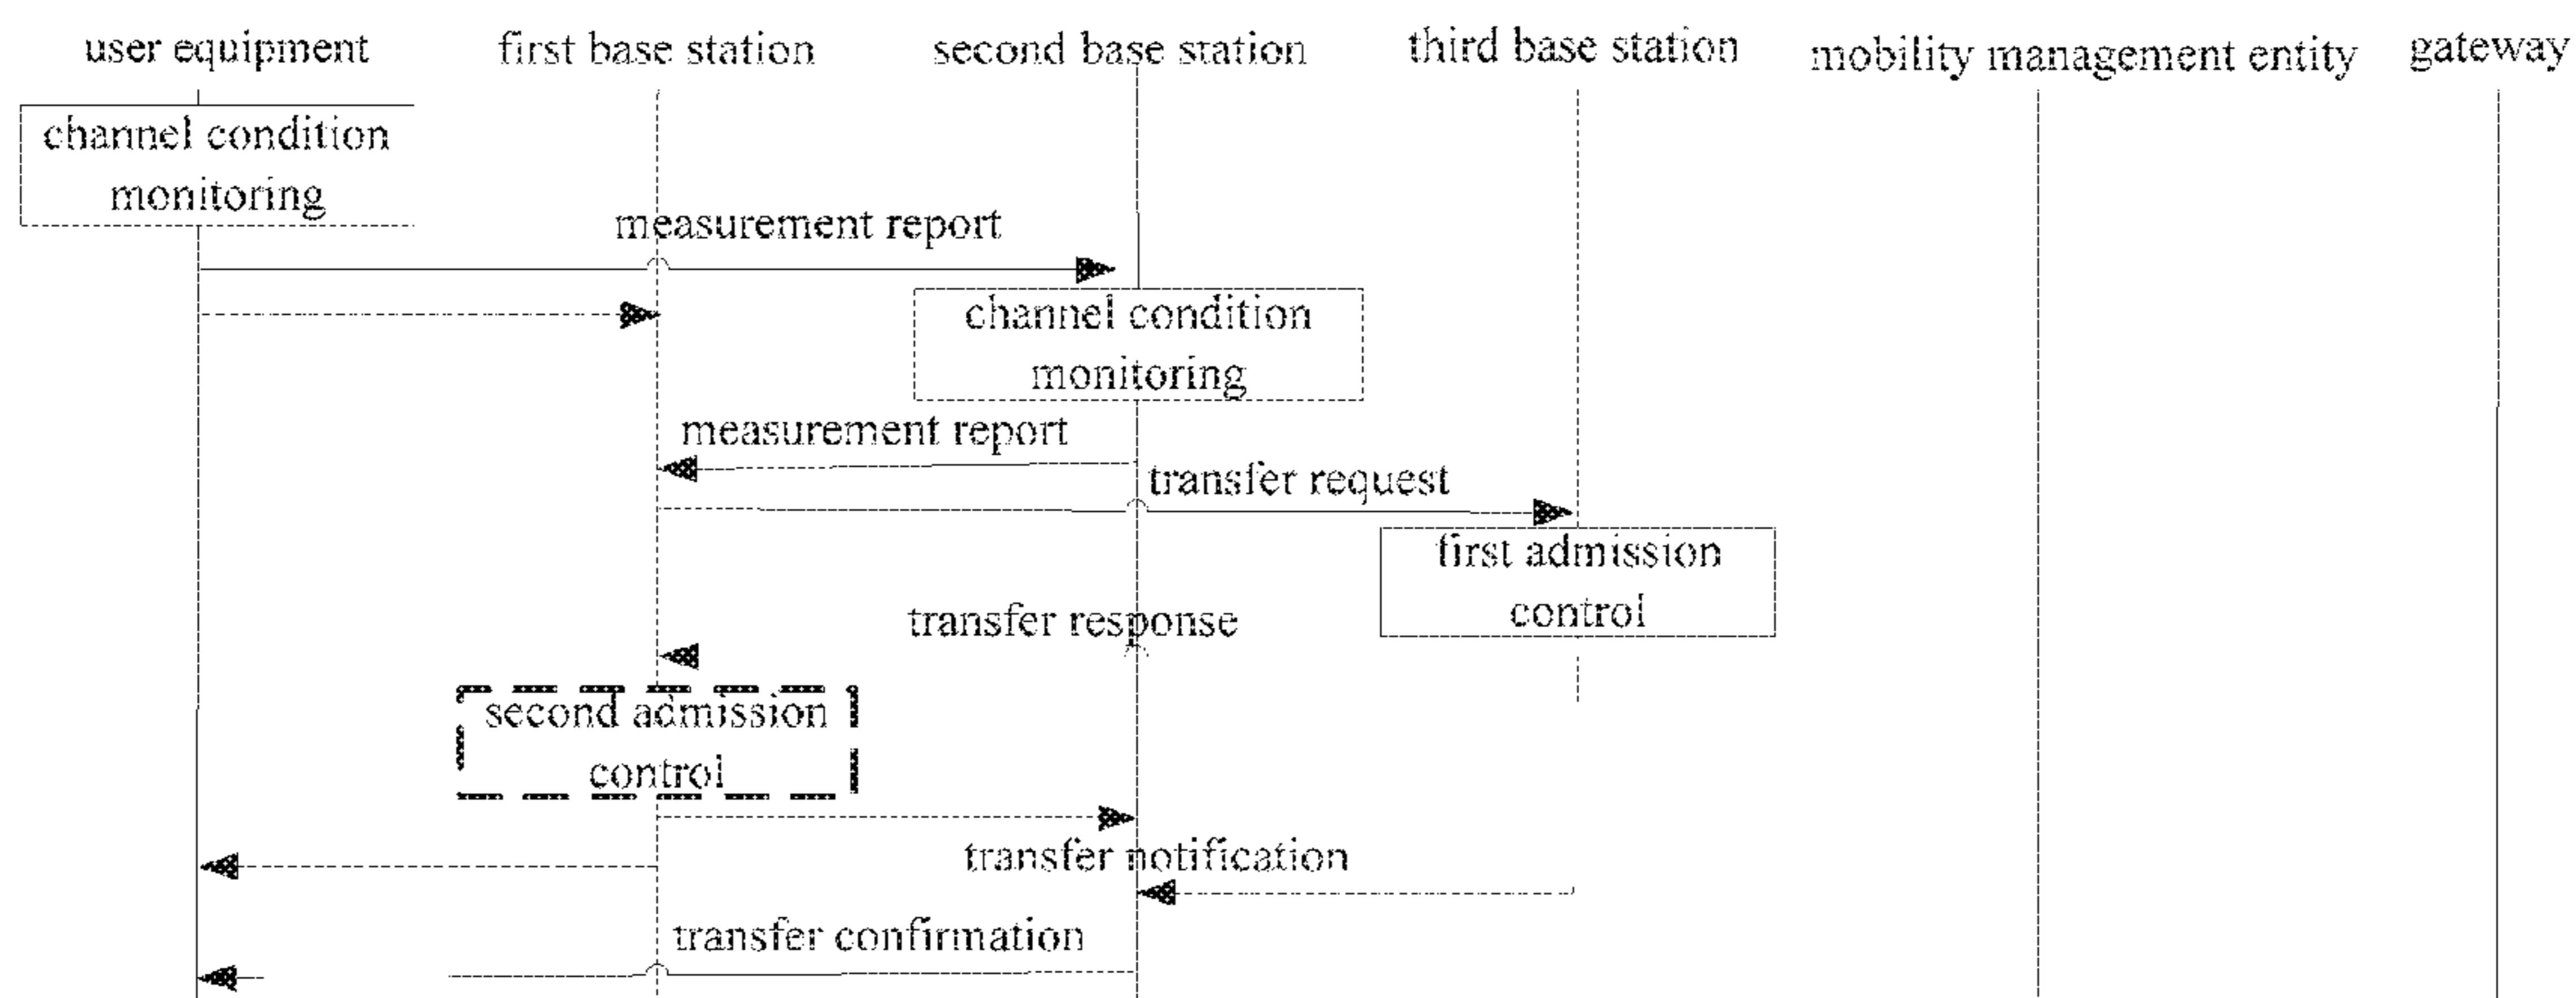 user equipment
first base station
second base station
third base station
mobility management entity
gateway
channel condition
monitoring
measurement report
channel condition
monitoring
measurement report
transfer request
first admission
control
transfer response
second admission
control
transfer notification
transfer confirmation